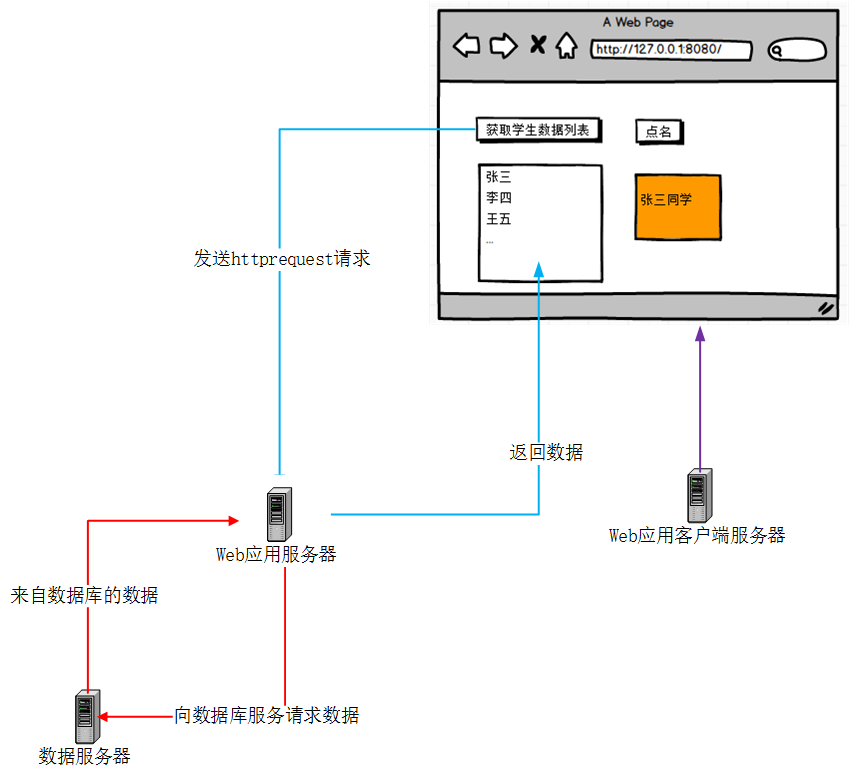 A Web Page
http://127.0.0.1:8080/
获取学生数据列表
点名
张三
李四
王五
...
张三同学
发送httprequest请求
返回数据
Web应用服务器
Web应用客户端服务器
来自数据库的数据
向数据库服务请求数据
数据服务器